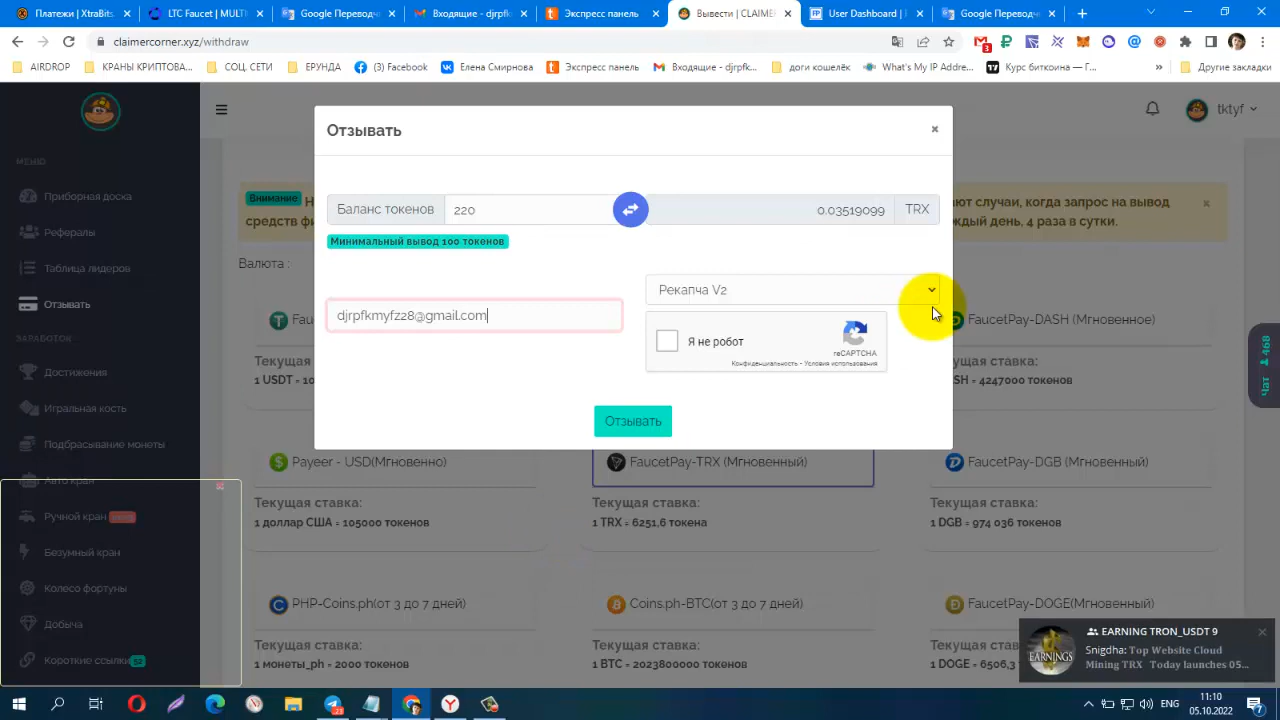 Платежи | XtraBits
LTC Faucet | MULTI
Google Переводч
Входящие - djrpfk
Экспресс панель
Вывести | CLAIMER
User Dashboard |
Google Переводч
claimercorner.xyz/withdraw
AIRDROP
КРАНЫ КРИПТОВА...
СОЦ. СЕТИ
ЕРУНДА
(3) Facebook
Елена Смирнова
Экспресс панель
Входящие - djrpfk...
доги кошелёк
What's My IP Addre...
Курс биткоина — Г...
»
Другие закладки
tktyf
Отзывать
×
МЕНЮ
Приборная доска
Рефералы
Таблица лидеров
Отзывать
ЗАРАБОТОК
Достижения
Игральная кость
Подбрасывание монеты
Авто кран
Ручной кран
Безумный кран
Колесо фортуны
Добыча
Короткие ссылки
Внимание
ают случаи, когда запрос на вывод
средств фи
ждый день, 4 раза в сутки.
Валюта :
Баланс токенов
220
0.03519099
TRX
Минимальный вывод 100 токенов
djrpfkmyfz28@gmail.com
Рекапча V2
Я не робот
reCAPTCHA
Конфиденциальность - Условия использования
Отзывать
FaucetPay-DASH (Мгновенное)
Текущая
1 USDT = 10
SH = 4247000 токенов
Чат
468
Payeer - USD(Мгновенно)
Текущая ставка:
1 доллар США = 105000 токенов
FaucetPay-TRX (Мгновенный)
Текущая ставка:
1 TRX = 6251,6 токена
FaucetPay-DGB (Мгновенный)
Текущая ставка:
1 DGB = 974 036 токенов
PHP-Coins.ph(от 3 до 7 дней)
Текущая ставка:
1 монеты_ph = 2000 токенов
Coins.ph-BTC(от 3 до 7 дней)
Текущая ставка:
1 BTC = 2023800000 токенов
FaucetPay-DOGE(Мгновенный)
Текущая
1 DOGE = 6506,3
EARNINGS
EARNING TRON_USDT 9
Snigdha: Top Website Cloud
Mining TRX Today launches 05...
23
ENG
11:10
05.10.2022